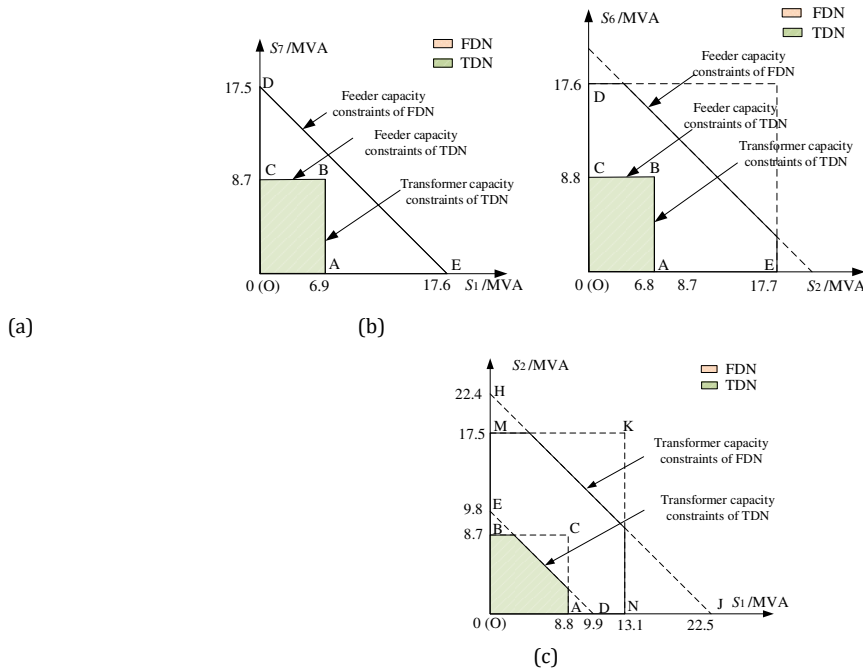 S7 /MVA
FDN
TDN
17.5
D
Feeder capacity
constraints of FDN
Feeder capacity
constraints of TDN
C
B
8.7
Transformer capacity
constraints of TDN
A
E
0 (O)
6.9
17.6
S1 /MVA
(a)
S6 /MVA
FDN
TDN
Feeder capacity
constraints of FDN
17.6
D
Feeder capacity
constraints of TDN
Transformer capacity
constraints of TDN
C
B
8.8
A
E
0 (O)
6.8
8.7
17.7
S2 /MVA
(b)
S2 /MVA
FDN
TDN
22.4
H
M
K
17.5
Transformer capacity
constraints of FDN
E
9.8
Transformer capacity
constraints of TDN
8.7
B
C
A
D
N
J
S1 /MVA
0 (O)
8.8
9.9
13.1
22.5
(c)